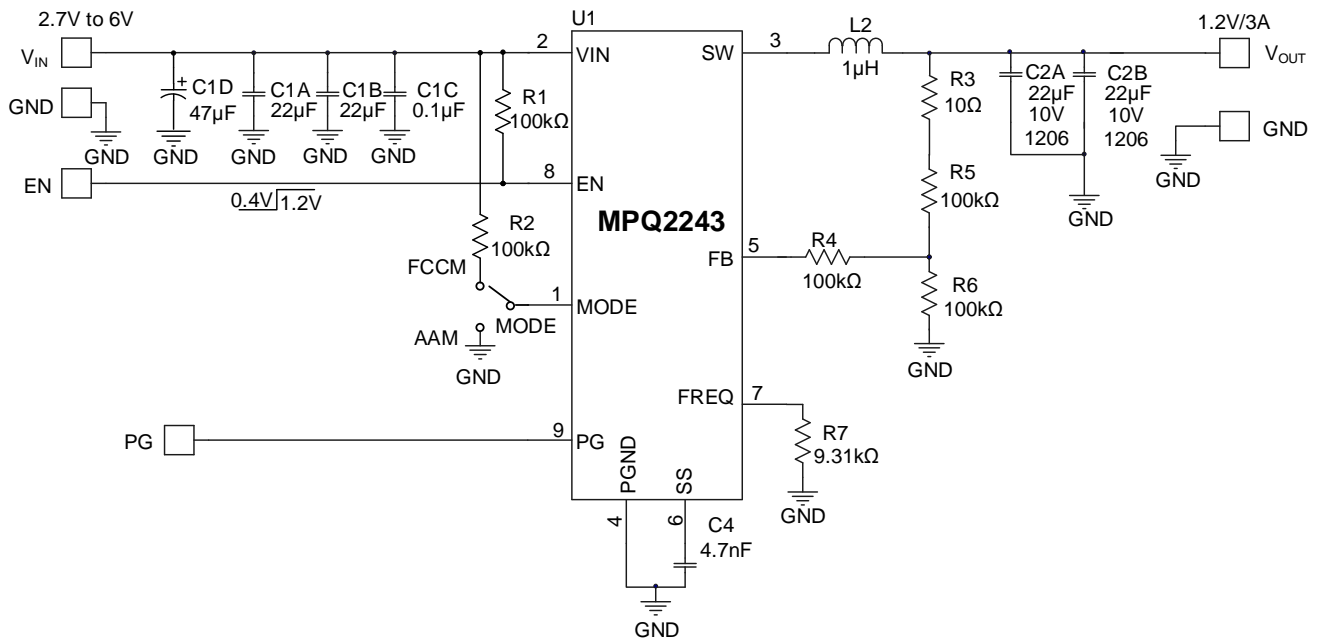 2.7V to 6V
VIN
GND
GND
C1D
47µF
+
GND
C1A
22µF
GND
C1B
22µF
GND
C1C
0.1µF
GND
R1
100kΩ
EN
0.4V
1.2V
R2
100kΩ
FCCM
AAM
MODE
GND
PG
U1
2
VIN
8
EN
1
MODE
9
PG
MPQ2243
SW
3
FB
5
FREQ
7
PGND
4
SS
6
C4
4.7nF
GND
L2
1µH
R3
10Ω
R5
100kΩ
R4
100kΩ
R6
100kΩ
GND
R7
9.31kΩ
GND
C2A
22µF
10V
1206
C2B
22µF
10V
1206
GND
1.2V/3A
VOUT
GND
GND